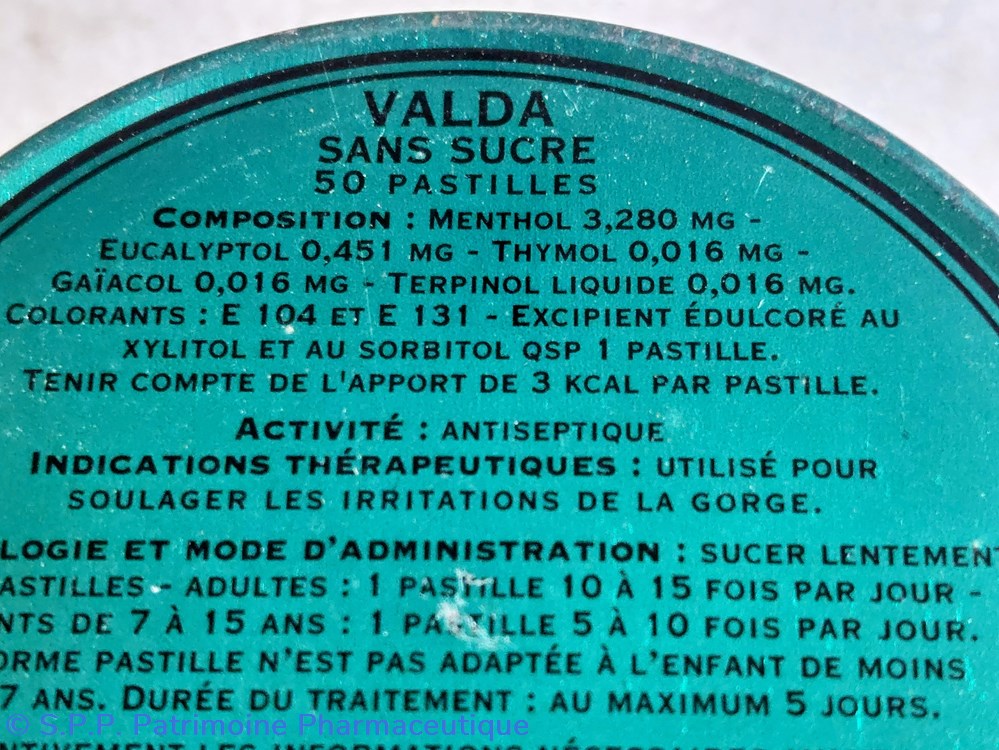 VALDA
SANS SUCRE
50 PASTILLES
COMPOSITION : MENTHOL 3,280 MG -
EUCALYPTOL 0,451 MG - THYMOL 0,016 MG -
GAÏACOL 0,016 MG - TERPINOL LIQUIDE 0,016 MG.
COLORANTS : E 104 ET E 131 - EXCIPIENT ÉDULCORÉ AU
XYLITOL ET AU SORBITOL QSP 1 PASTILLE.
TENIR COMPTE DE L'APPORT DE 3 KCAL PAR PASTILLE.
ACTIVITÉ : ANTISEPTIQUE
INDICATIONS THÉRAPEUTIQUES : UTILISÉ POUR
SOULAGER LES IRRITATIONS DE LA GORGE.
LOGIE ET MODE D'ADMINISTRATION : SUCER LENTEMENT
ASTILLES - ADULTES : 1 PASTILLE 10 À 15 FOIS PAR JOUR -
NTS DE 7 À 15 ANS : 1 PASTILLE 5 À 10 FOIS PAR JOUR.
ORME PASTILLE N'EST PAS ADAPTÉE À L'ENFANT DE MOINS
7 ANS. DURÉE DU TRAITEMENT : AU MAXIMUM 5 JOURS.
© S.P.P. Patrimoine Pharmaceutique
LES INFORMATIONS